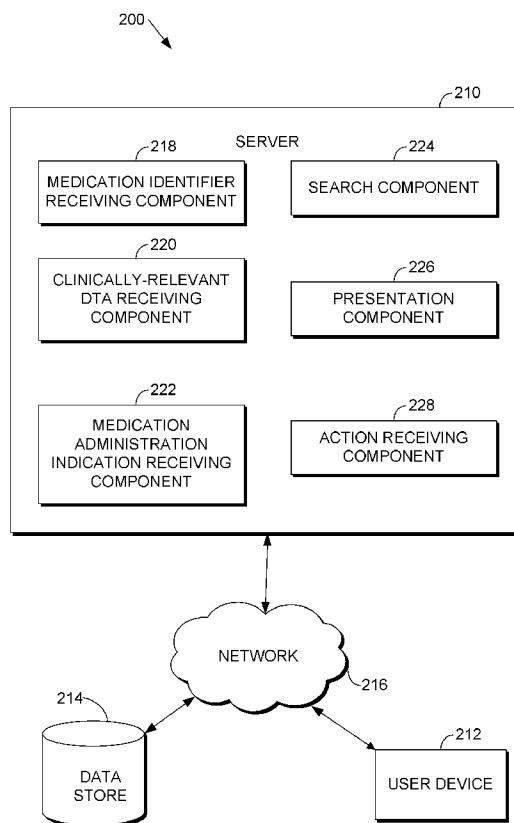 200
210
SERVER
218
MEDICATION IDENTIFIER
RECEIVING COMPONENT
224
SEARCH COMPONENT
220
CLINICALLY-RELEVANT
DTA RECEIVING
COMPONENT
226
PRESENTATION
COMPONENT
222
MEDICATION
ADMINISTRATION
INDICATION RECEIVING
COMPONENT
228
ACTION RECEIVING
COMPONENT
NETWORK
216
214
DATA
STORE
212
USER DEVICE